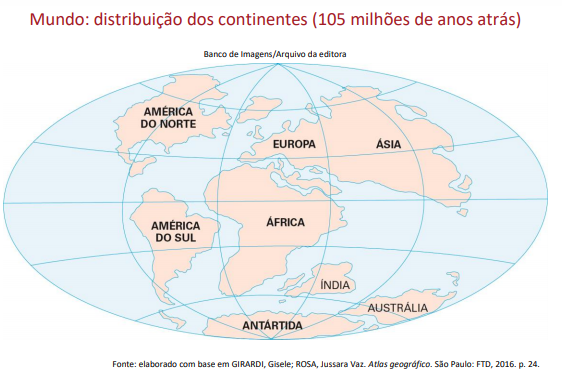 Mundo: distribuição dos continentes (105 milhões de anos atrás)
Banco de Imagens/Arquivo da editora
AMÉRICA
DO NORTE
EUROPA
ÁSIA
AMÉRICA
DO SUL
ÁFRICA
ÍNDIA
AUSTRÁLIA
ANTÁRTIDA
Fonte: elaborado com base em GIRARDI, Gisele; ROSA, Jussara Vaz. Atlas geográfico. São Paulo: FTD, 2016. p. 24.